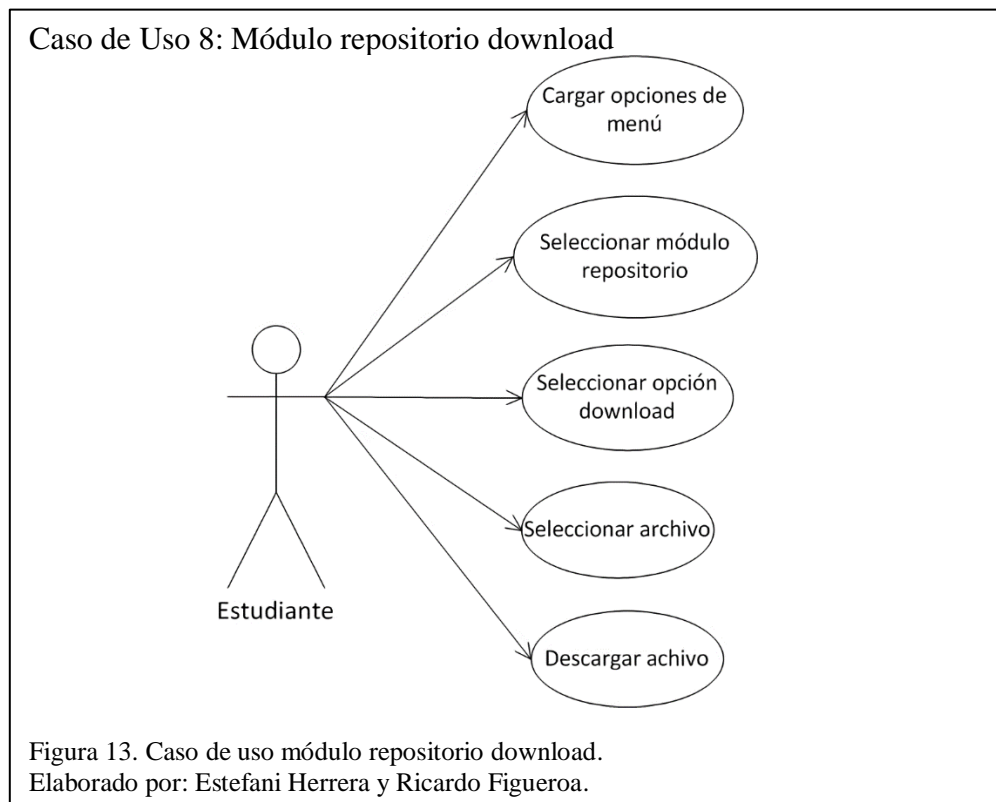 Caso de Uso 8: Módulo repositorio download
Cargar opciones de
menú
Seleccionar módulo
repositorio
Seleccionar opción
download
Seleccionar archivo
Descargar achivo
Estudiante
Figura 13. Caso de uso módulo repositorio download.
Elaborado por: Estefani Herrera y Ricardo Figueroa.